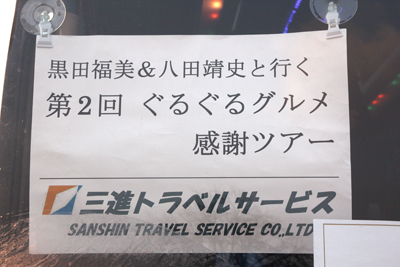 黒田福美&八田靖史と行く
第2回 ぐるぐるグルメ
感謝ツアー
三進トラベルサービス
SANSHIN TRAVEL SERVICE CO.,LTD